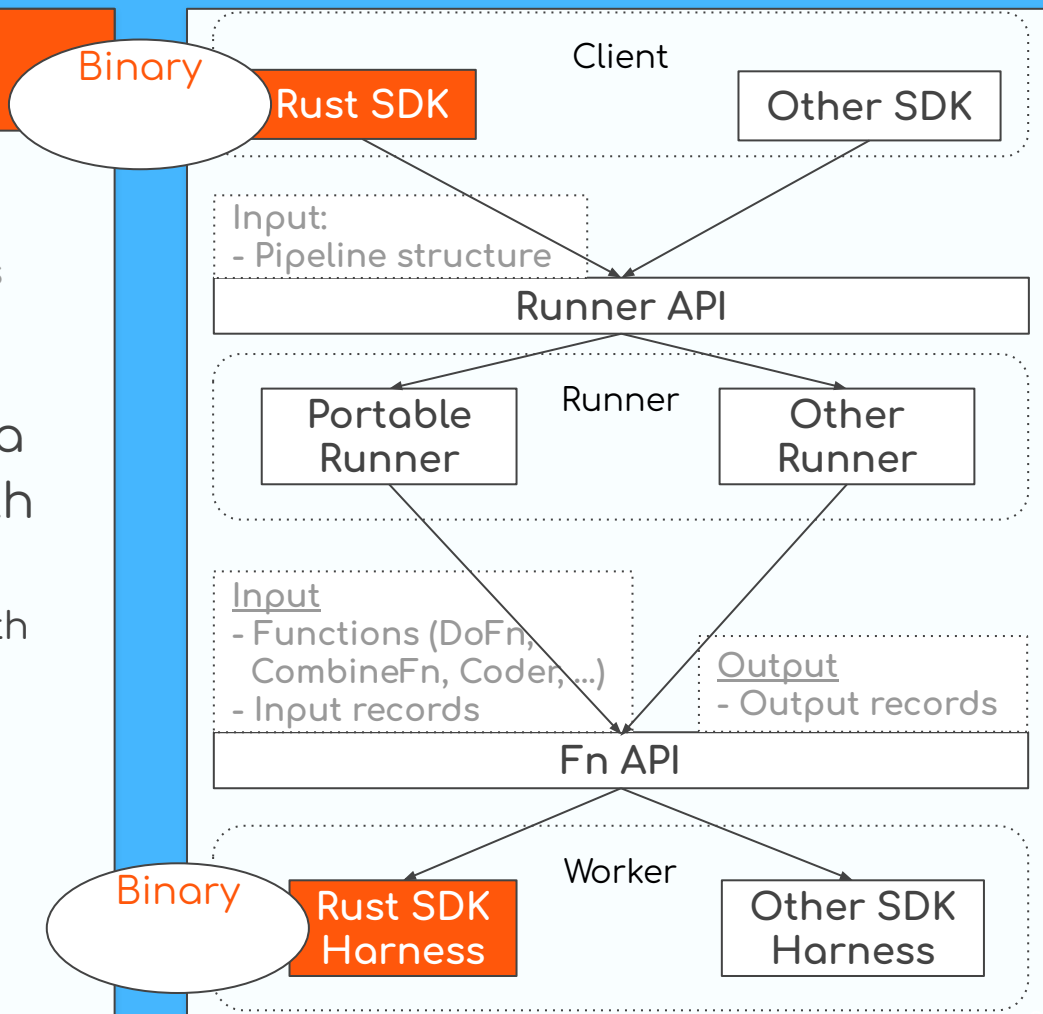 Binary
Client
Rust SDK
Other SDK
Input:
- Pipeline structure
Runner API
Runner
Portable
Runner
Other
Runner
a
Input
- Functions (DoFn,
CombineFn, Coder, ...)
- Input records
Output
- Output records
Fn API
Worker
Binary
Rust SDK
Harness
Other SDK
Harness